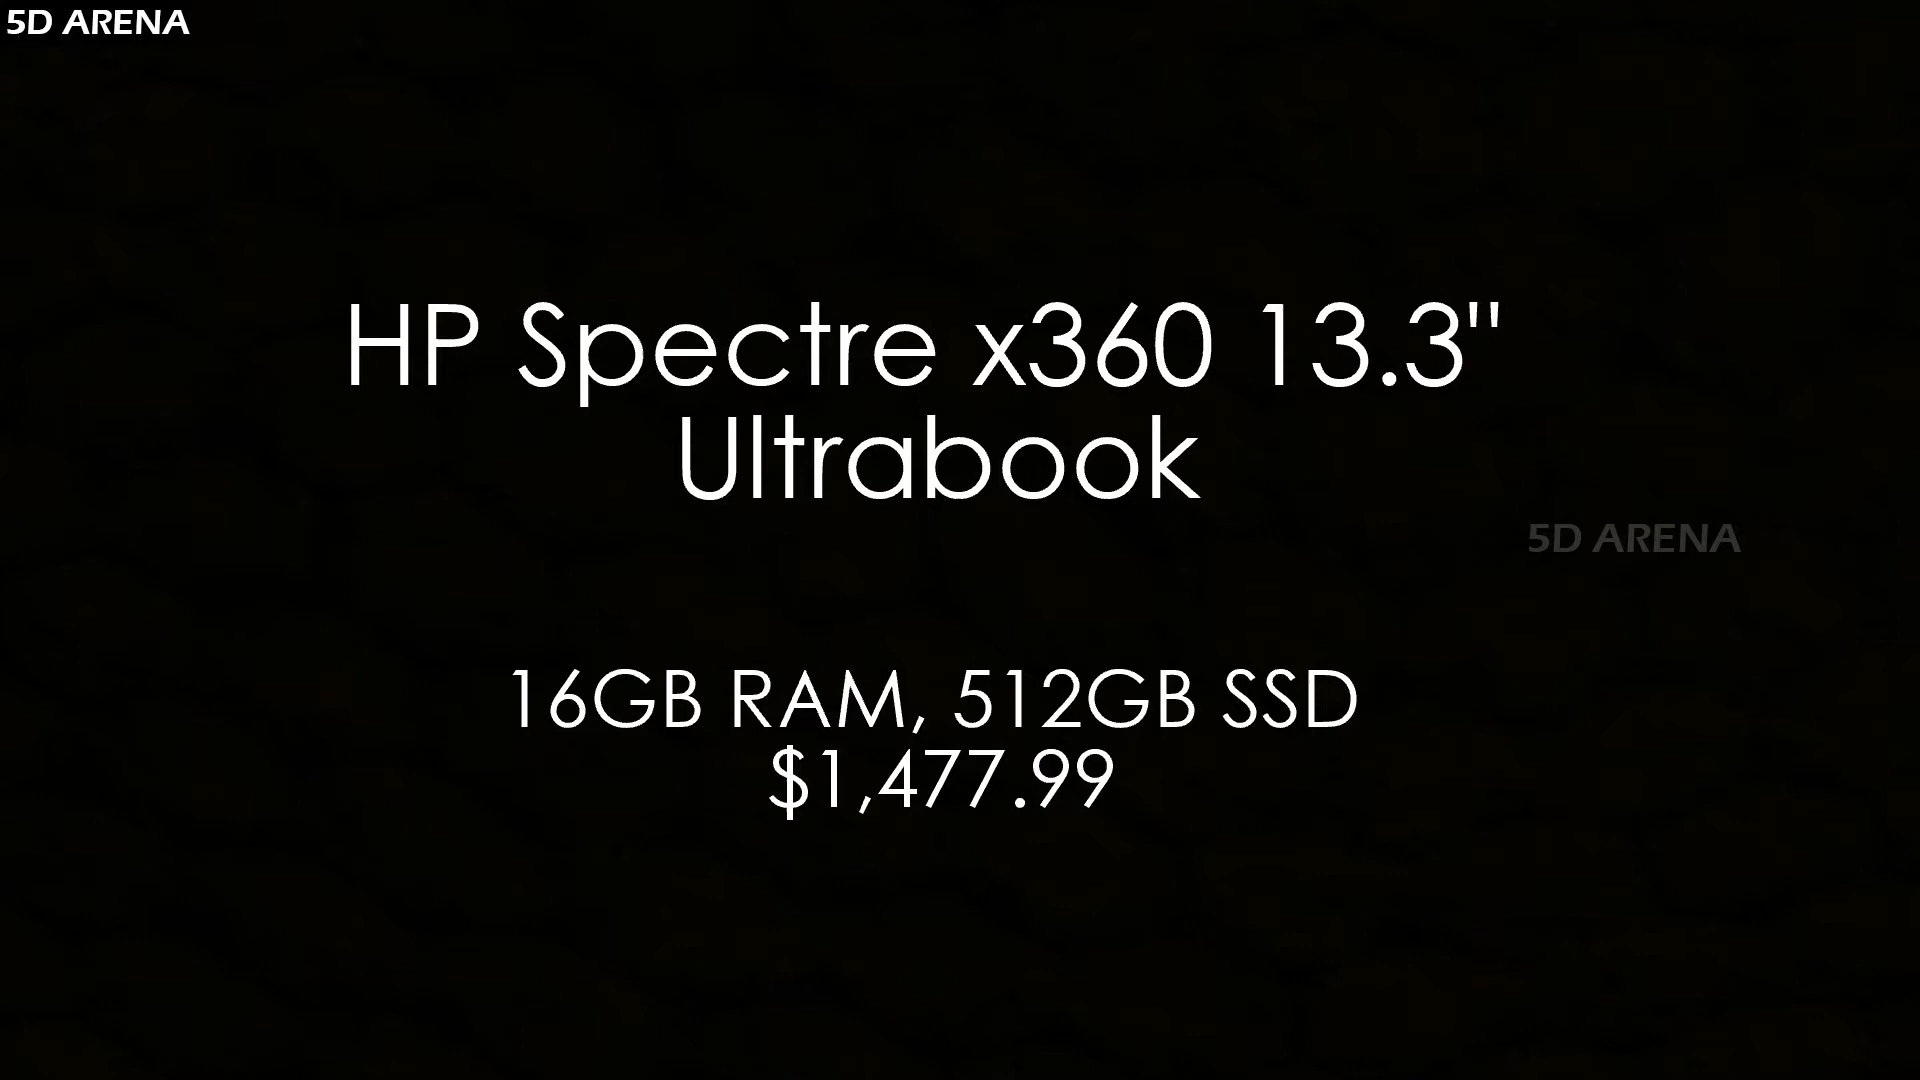 5D ARENA
HP Spectre x360 13.3"
Ultrabook
5D ARENA
16GB RAM, 512GB SSD
$1,477.99